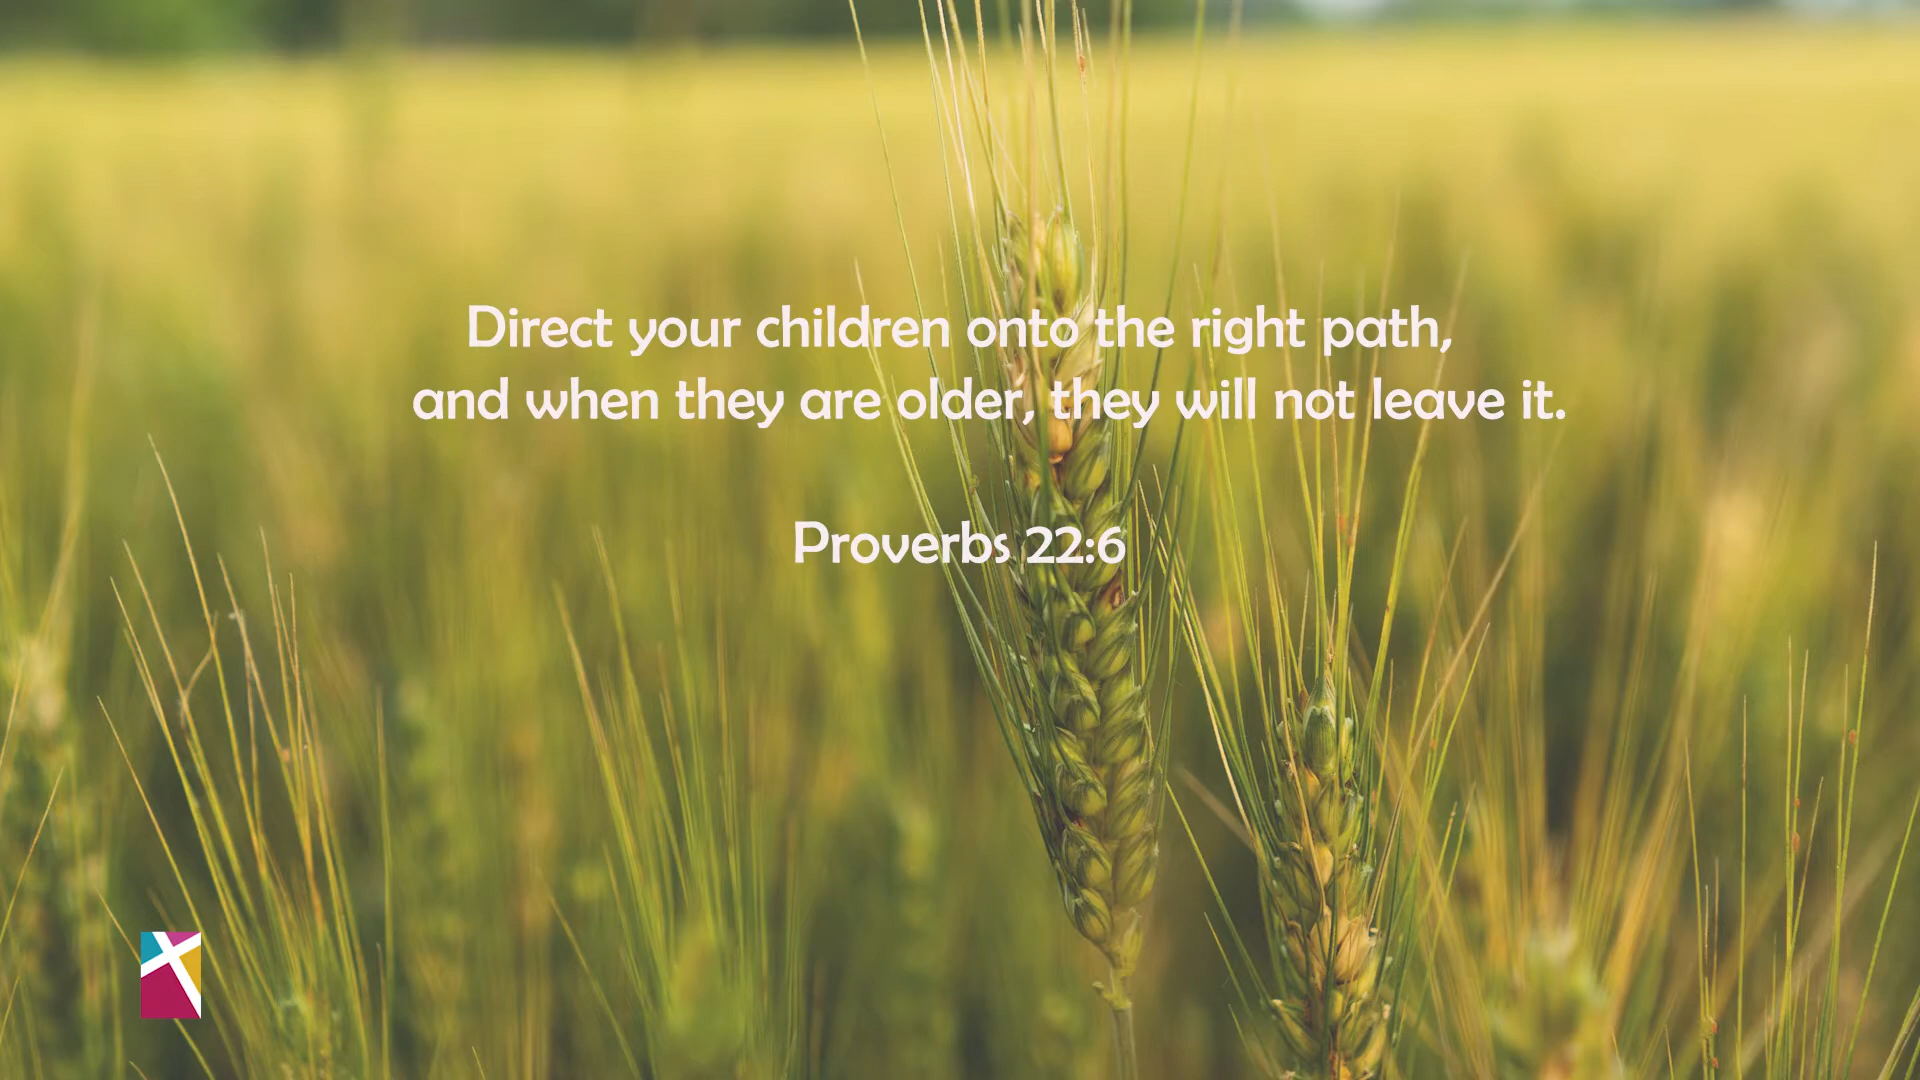 Direct your children onto the right path,
and when they are older, they will not leave it.
Proverbs 22:6